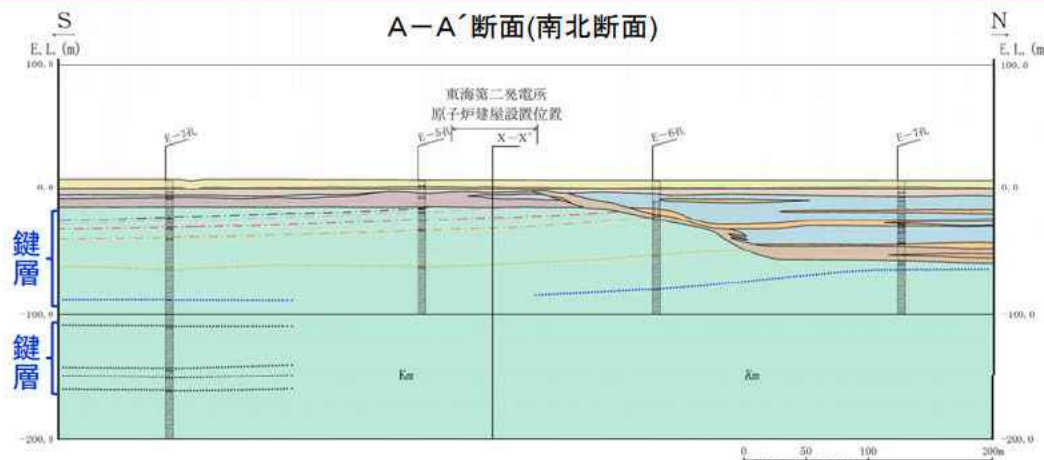 A－A´断面(南北断面)
S
N
E.L.(m)
E.L.(m)
100.0
100.0
東海第二発電所
原子炉建屋設置位置
E-3孔
E-5孔
X-X'
E-6孔
E-7孔
0.0
0.0
鍵層
-100.0
-100.0
鍵層
Km
Km
-200.0
-200.0
0 50 100 200m